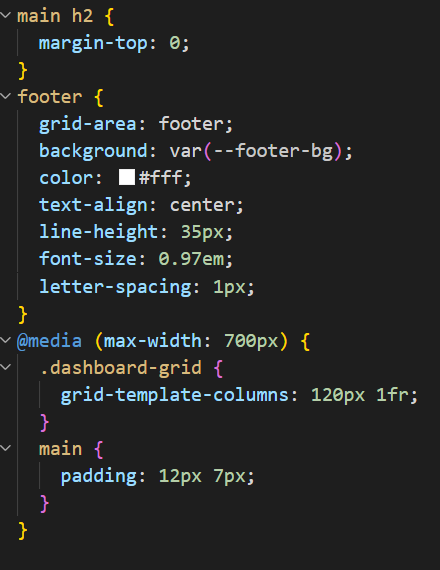 main h2 {
margin-top: 0;
}
footer {
grid-area: footer;
background: var(--footer-bg);
color: #fff;
text-align: center;
line-height: 35px;
font-size: 0.97em;
letter-spacing: 1px;
}
@media (max-width: 700px) {
.dashboard-grid {
grid-template-columns: 120px 1fr;
}
main {
padding: 12px 7px;
}
}